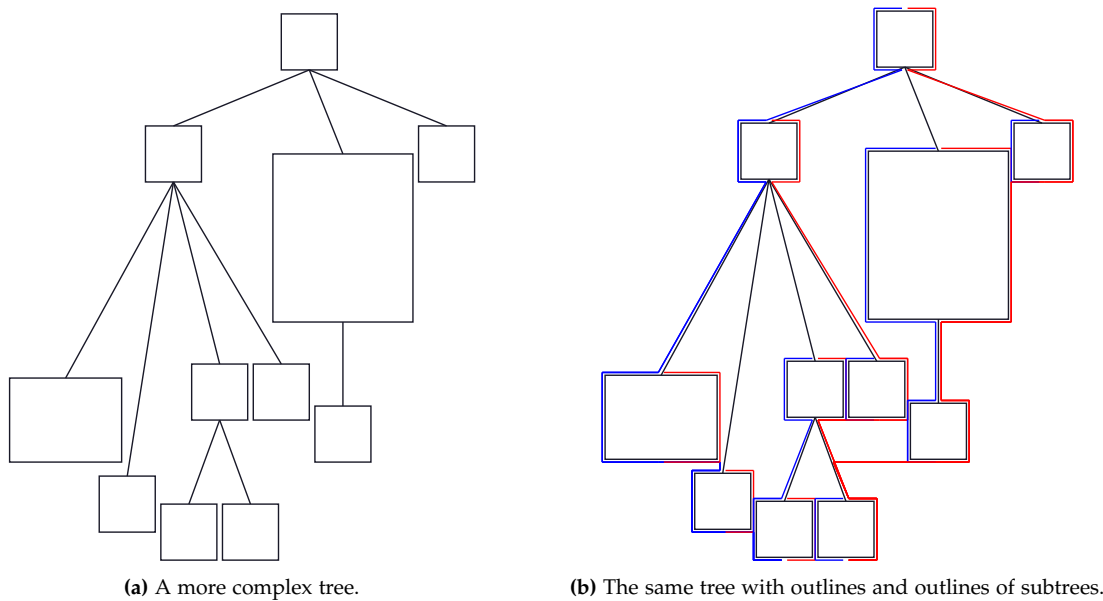 (a) A more complex tree.
(b) The same tree with outlines and outlines of subtrees.